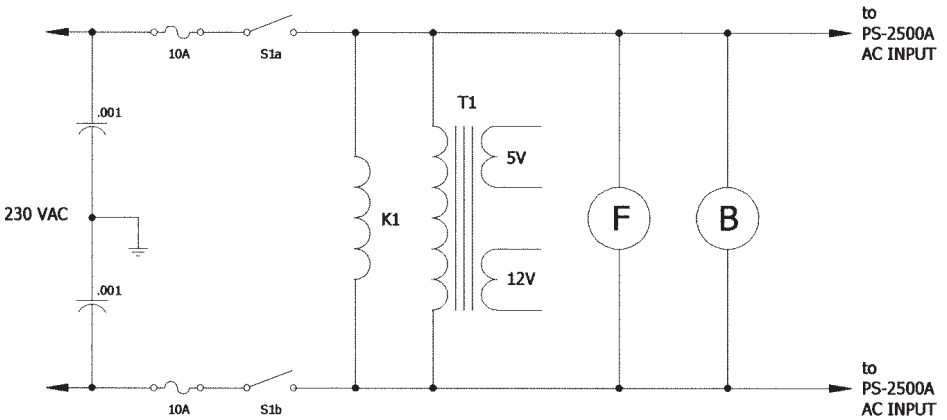 to
PS-2500A
AC INPUT
10A
S1a
.001
T1
5V
230 VAC
K1
F
B
12V
.001
10A
S1b
to
PS-2500A
AC INPUT